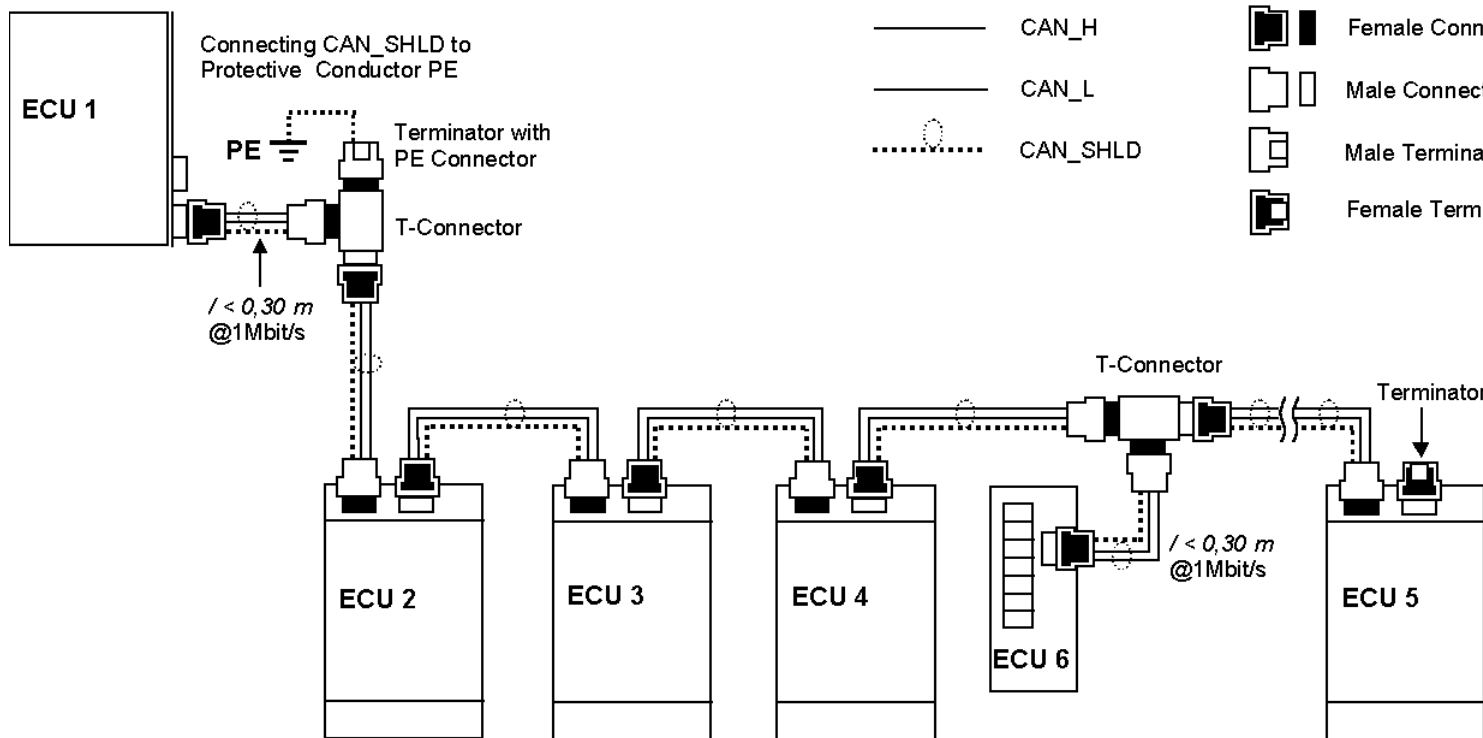 Connecting CAN_SHLD to
Protective Conductor PE
ECU 1
PE
Terminator with
PE Connector
T-Connector
/ < 0,30 m
@1Mbit/s
CAN_H
CAN_L
CAN_SHLD
Female Conn
Male Connect
Male Termina
Female Term
T-Connector
Terminator
/ < 0,30 m
@1Mbit/s
ECU 2
ECU 3
ECU 4
ECU 6
ECU 5